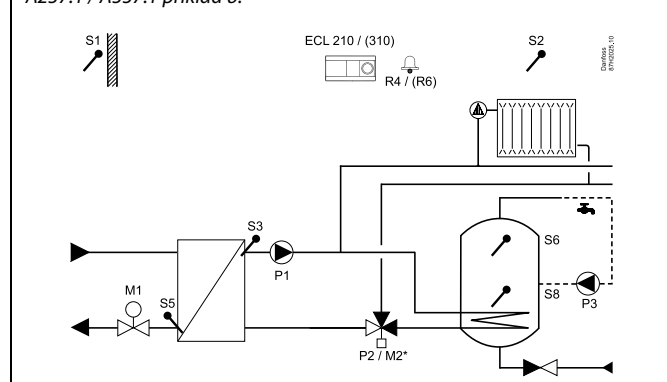 A237.1 / A337.1 příklad b:
S1
ECL 210 / (310)
R4 / (R6)
S2
Danfoss
87H2025.10
S3
P1
S6
S8
P3
M1
S5
P2 / M2*